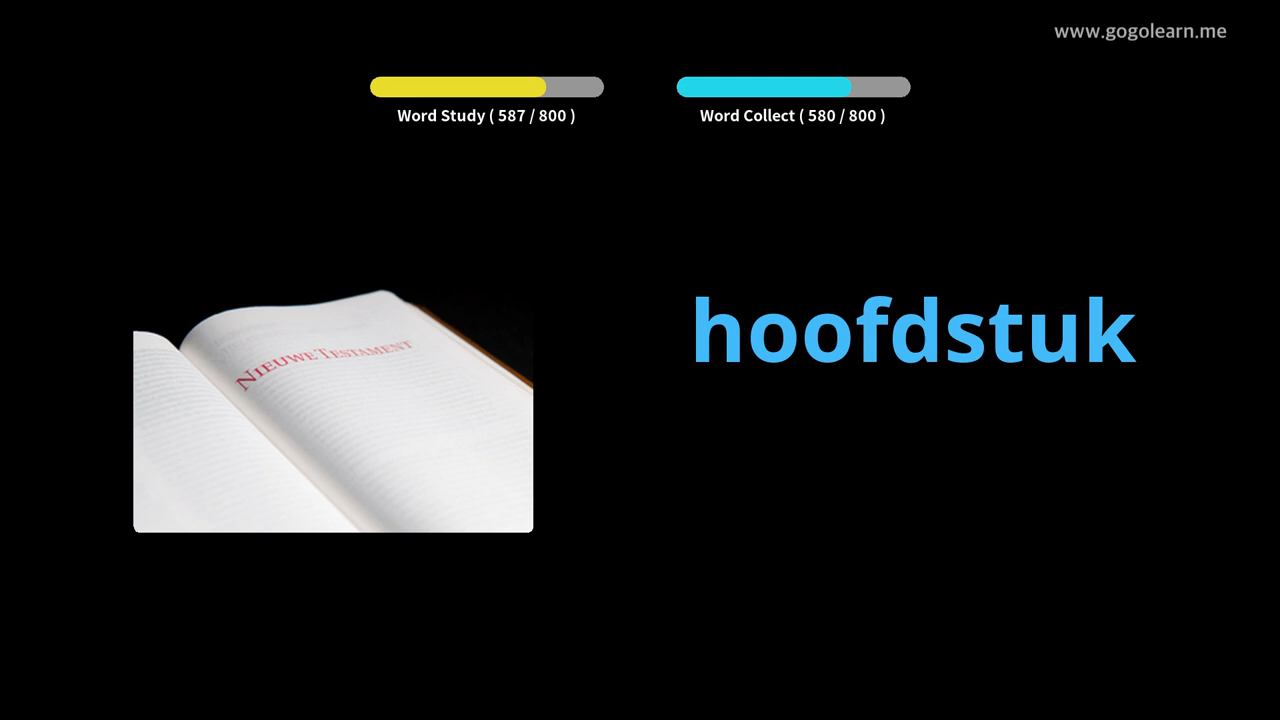 www.gogolearn.me
Word Study ( 587 / 800 )
Word Collect ( 580 / 800 )
NIEUWE TESTAMENT
hoofdstuk